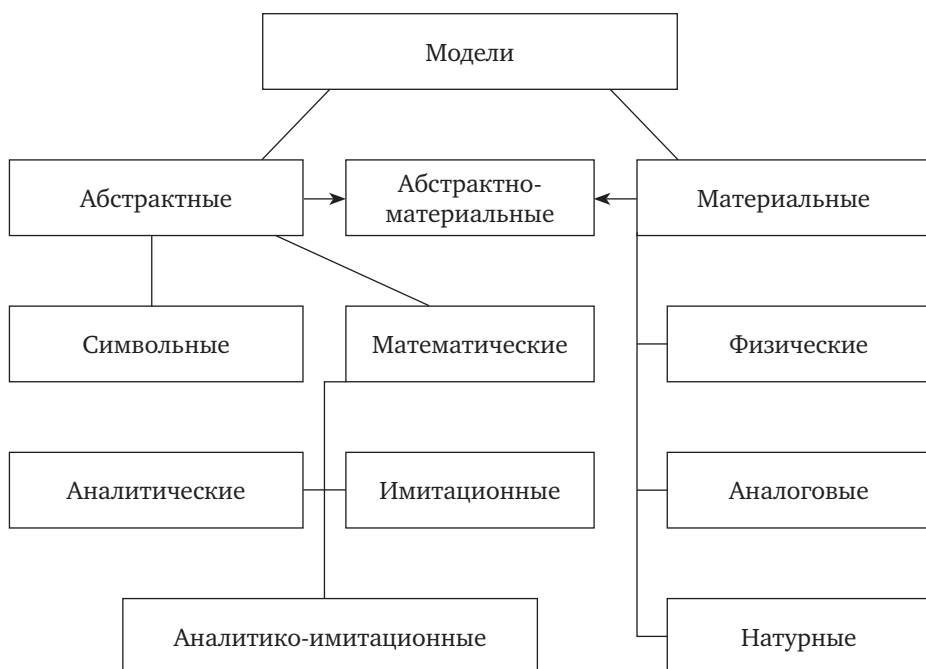 Модели
Абстрактные
Абстрактно-
материальные
Материальные
Символьные
Математические
Физические
Аналитические
Имитационные
Аналоговые
Аналитико-имитационные
Натурные